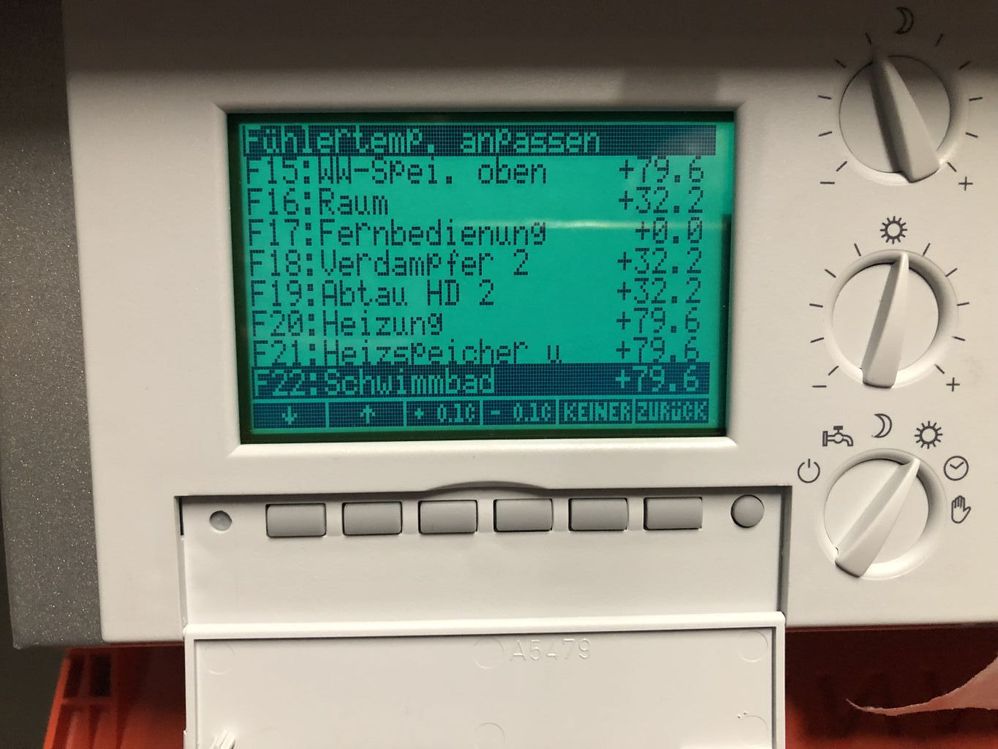 Fühlertemp. anpassen
F15:WW-Spei. oben +79.6
F16:Raum +32.2
F17:Fernbedienung +0.0
F18:Verdampfer 2 +32.2
F19:Abtau HD 2 +32.2
F20:Heizung +79.6
F21:Heizspeicher u +79.6
F22:Schwimmbad +79.6
↓ ↑ + 0.1C - 0.1C KEINER ZURÜCK
- +
- +
A5479